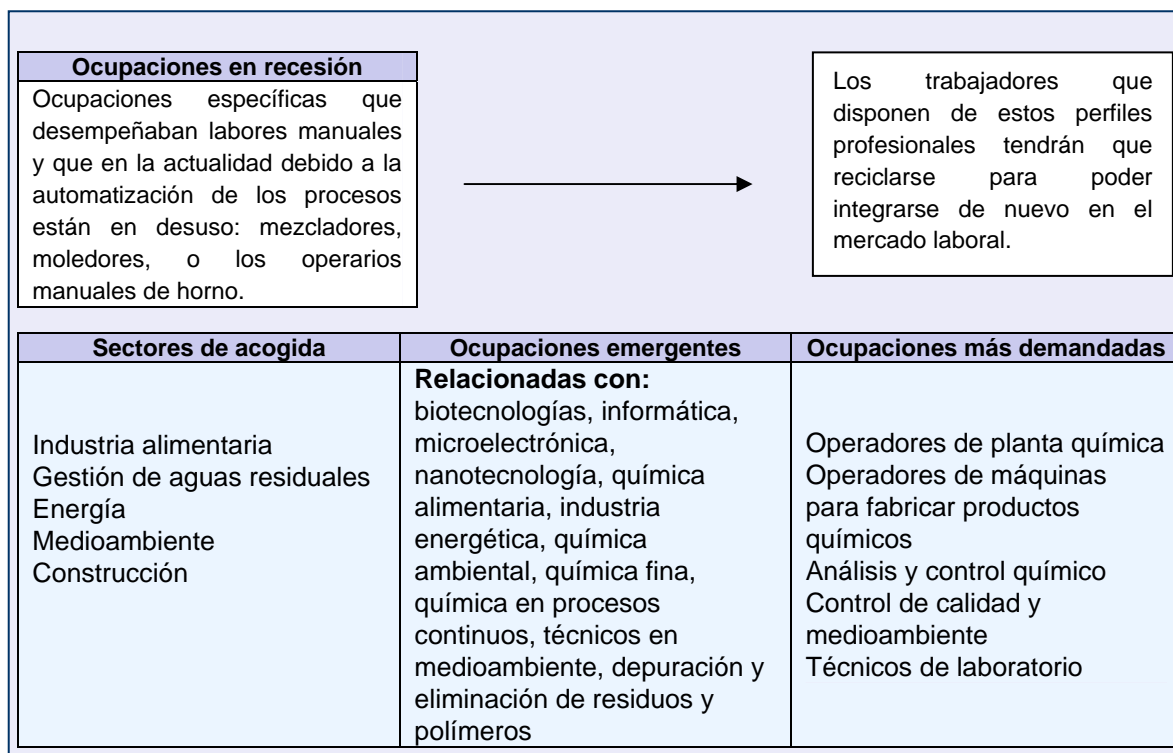 Ocupaciones en recesión
Ocupaciones específicas que
desempeñaban labores manuales
y que en la actualidad debido a la
automatización de los procesos
están en desuso: mezcladores,
moledores, o los operarios
manuales de horno.
Los trabajadores que
disponen de estos perfiles
profesionales tendrán que
reciclarse para poder
integrarse de nuevo en el
mercado laboral.
Sectores de acogida
Industria alimentaria
Gestión de aguas residuales
Energía
Medioambiente
Construcción
Ocupaciones emergentes
Relacionadas con:
biotecnologías, informática,
microelectrónica,
nanotecnología, química
alimentaria, industria
energética, química
ambiental, química fina,
química en procesos
continuos, técnicos en
medioambiente, depuración y
eliminación de residuos y
polímeros
Ocupaciones más demandadas
Operadores de planta química
Operadores de máquinas
para fabricar productos
químicos
Análisis y control químico
Control de calidad y
medioambiente
Técnicos de laboratorio